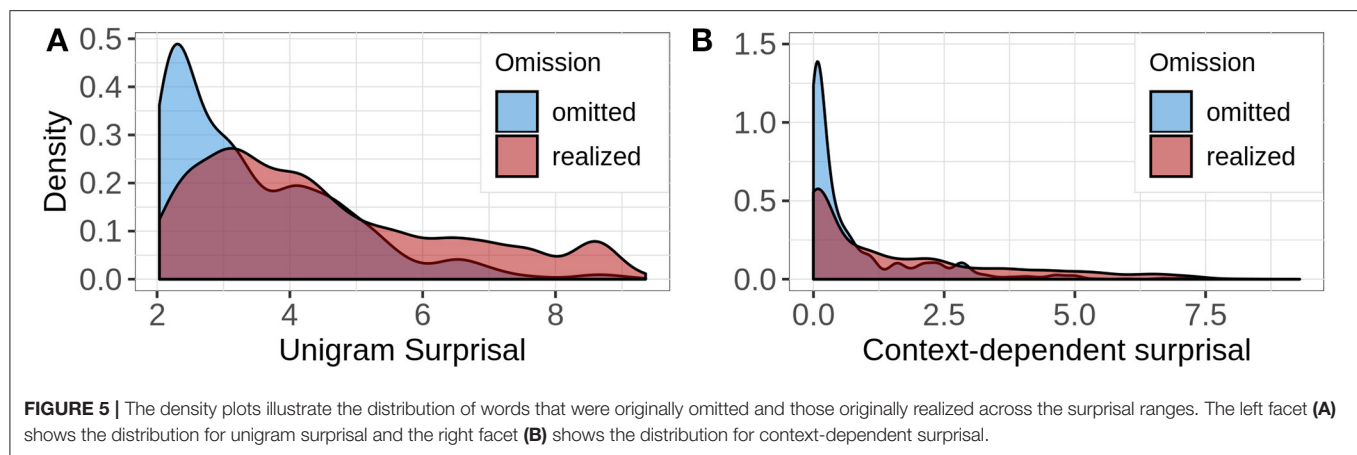 A
0.5
0.4
0.3
0.2
0.1
0.0
Density
2 4 6 8
Unigram Surprisal
Omission
omitted
realized
B
1.5
1.0
0.5
0.0
0.0 2.5 5.0 7.5
Context-dependent surprisal
Omission
omitted
realized
FIGURE 5 | The density plots illustrate the distribution of words that were originally omitted and those originally realized across the surprisal ranges. The left facet (A)
shows the distribution for unigram surprisal and the right facet (B) shows the distribution for context-dependent surprisal.